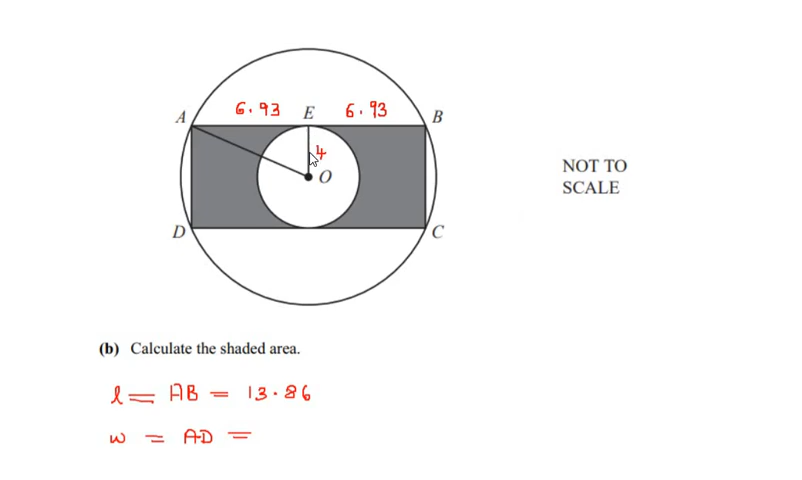 6.93 E 6.93
A B
4
O
NOT TO
SCALE
D C
(b) Calculate the shaded area.
l = AB = 13.86
w = AD =